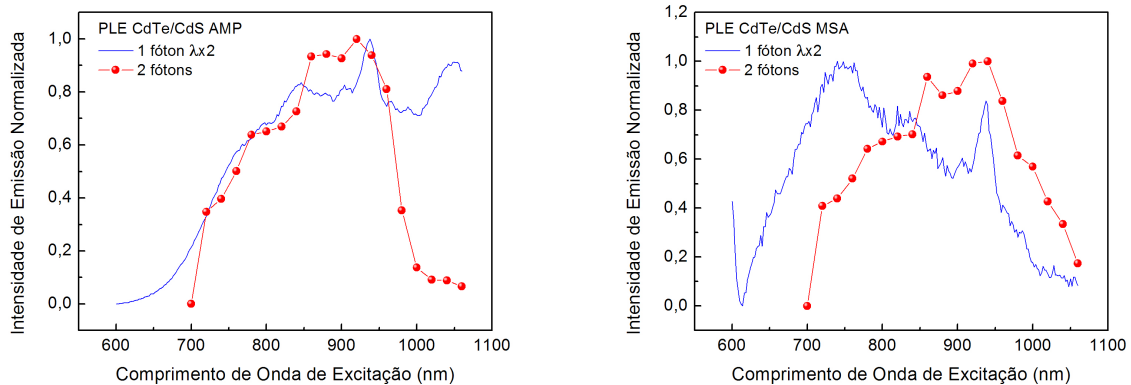 PLE CdTe/CdS AMP
1 fóton λx2
2 fótons
Intensidade de Emissão Normalizada
1,0
0,8
0,6
0,4
0,2
0,0
600 700 800 900 1000 1100
Comprimento de Onda de Excitação (nm)
PLE CdTe/CdS MSA
1 fóton λx2
2 fótons
Intensidade de Emissão Normalizada
1,2
1,0
0,8
0,6
0,4
0,2
0,0
600 700 800 900 1000 1100
Comprimento de Onda de Excitação (nm)